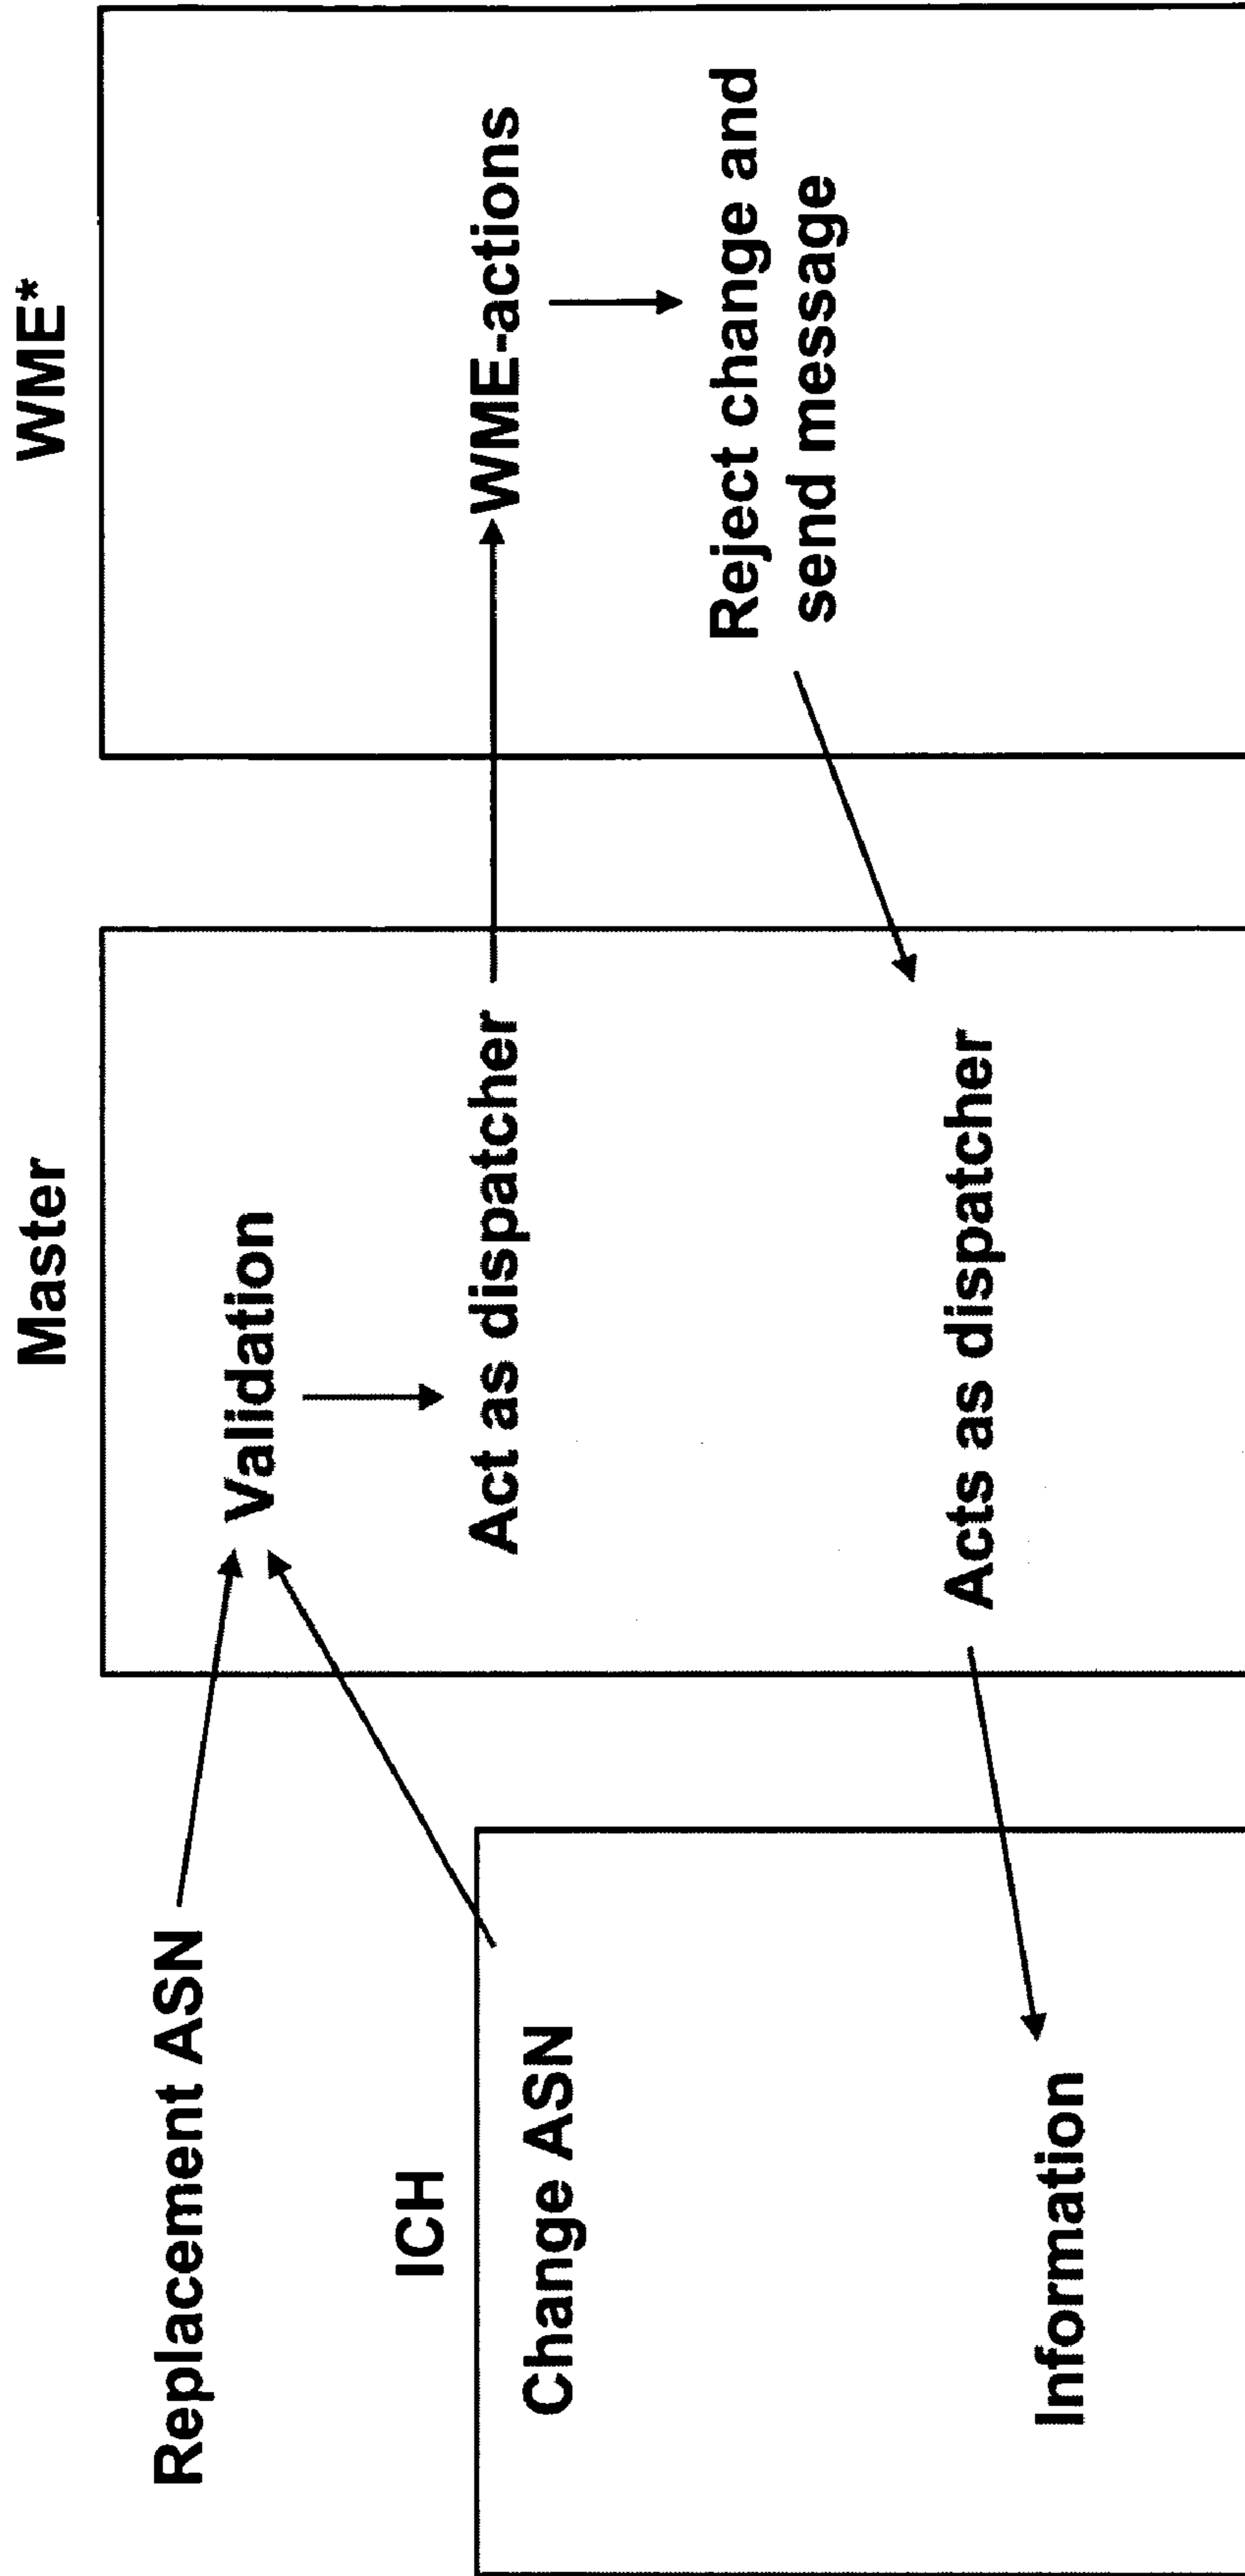 Replacement ASN
ICH
Change ASN
Information
Master
Validation
Act as dispatcher
Acts as dispatcher
WME*
WME-actions
Reject change and
send message